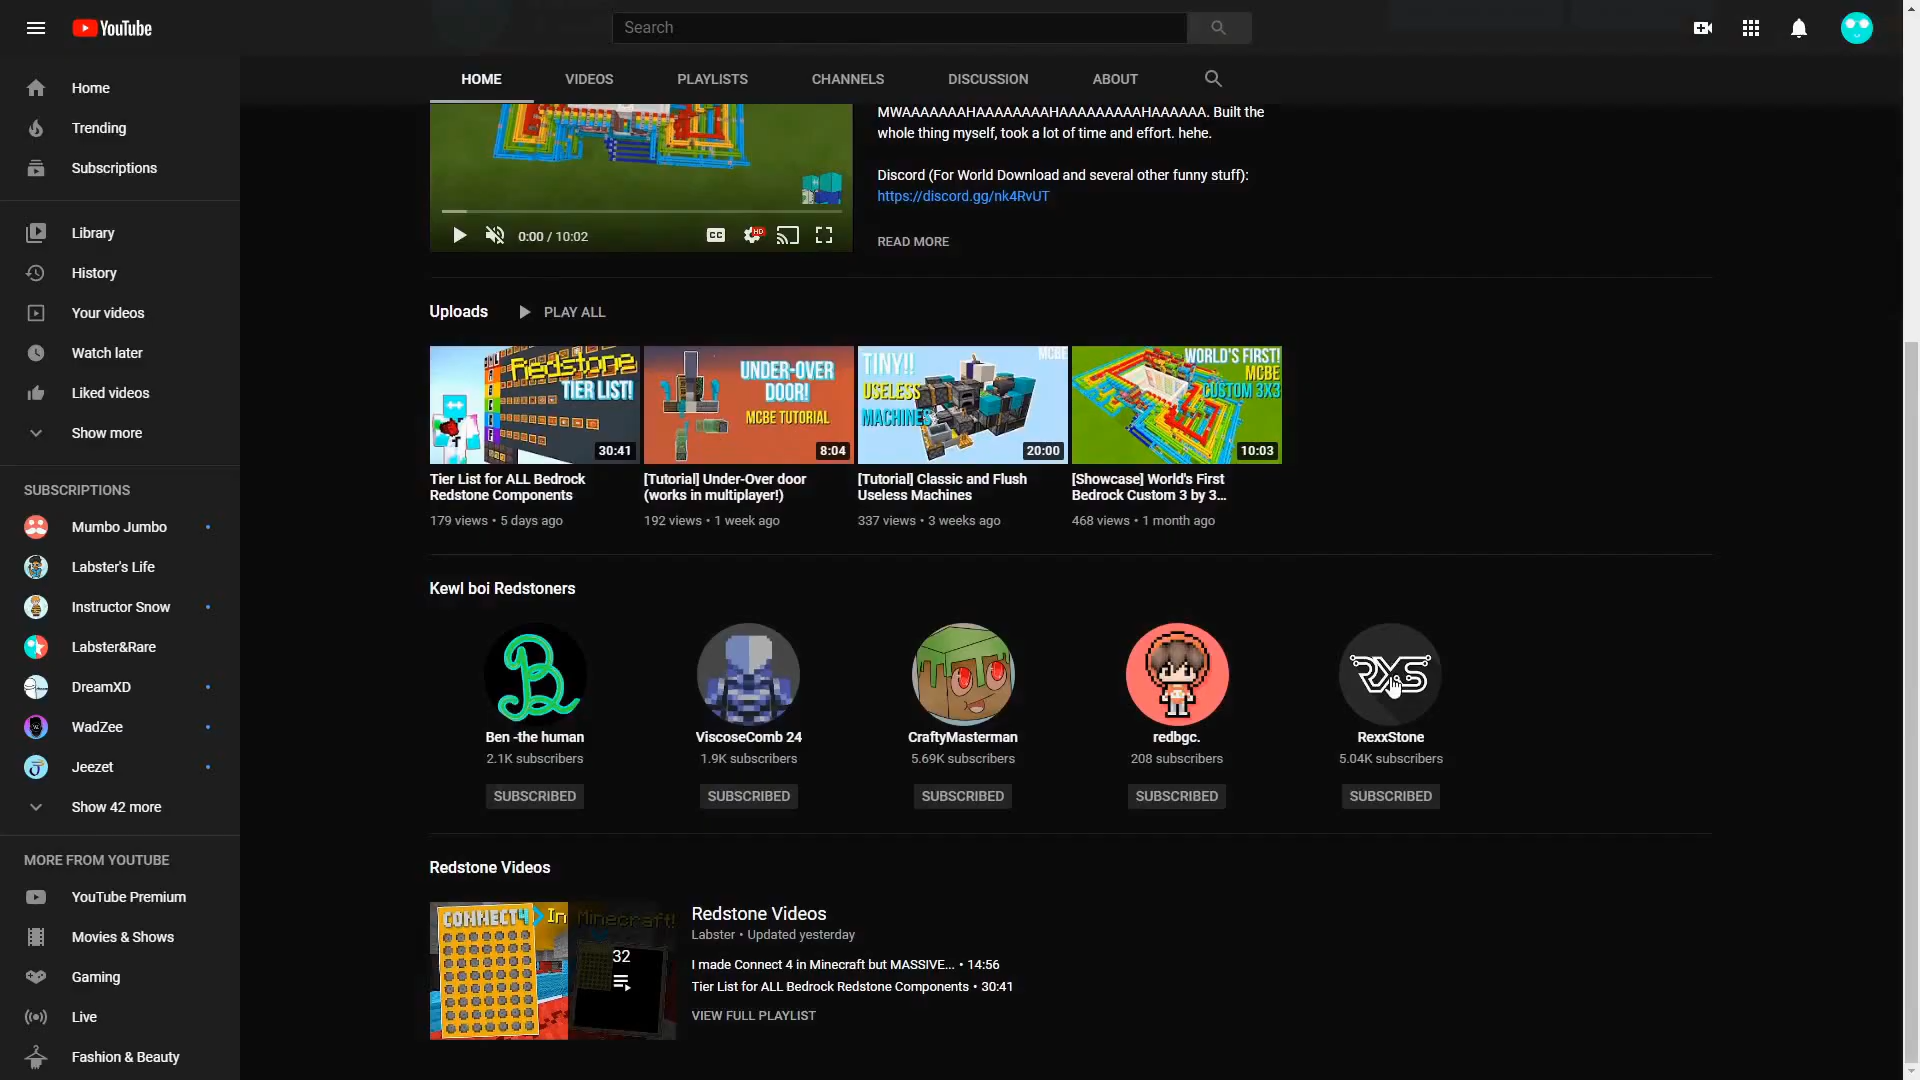 YouTube
Search
HOME
VIDEOS
PLAYLISTS
CHANNELS
DISCUSSION
ABOUT
Home
Trending
Subscriptions
Library
History
Your videos
Watch later
Liked videos
Show more
SUBSCRIPTIONS
Mumbo Jumbo
Labster's Life
Instructor Snow
Labster&Rare
DreamXD
WadZee
Jeezet
Show 42 more
MORE FROM YOUTUBE
YouTube Premium
Movies & Shows
Gaming
Live
Fashion & Beauty
0:00 / 10:02
CC
HD
MWAAAAAAAHAAAAAAAAHAAAAAAAAAHAAAAAA. Built the
whole thing myself, took a lot of time and effort. hehe.
Discord (For World Download and several other funny stuff):
https://discord.gg/nk4RvUT
READ MORE
Uploads
PLAY ALL
Redstone
TIER LIST!
30:41
Tier List for ALL Bedrock
Redstone Components
179 views • 5 days ago
UNDER-OVER
DOOR!
MCBE TUTORIAL
8:04
[Tutorial] Under-Over door
(works in multiplayer!)
192 views • 1 week ago
TINY!!
USELESS
MACHINES
MCBE
20:00
[Tutorial] Classic and Flush
Useless Machines
337 views • 3 weeks ago
WORLD'S FIRST!
MCBE
CUSTOM 3X3
10:03
[Showcase] World's First
Bedrock Custom 3 by 3...
468 views • 1 month ago
Kewl boi Redstoners
Ben -the human
2.1K subscribers
SUBSCRIBED
ViscoseComb 24
1.9K subscribers
SUBSCRIBED
CraftyMasterman
5.69K subscribers
SUBSCRIBED
redbgc.
208 subscribers
SUBSCRIBED
RXS
RexxStone
5.04K subscribers
SUBSCRIBED
Redstone Videos
CONNECT4 In Minecraft!
32
Redstone Videos
Labster • Updated yesterday
I made Connect 4 in Minecraft but MASSIVE... • 14:56
Tier List for ALL Bedrock Redstone Components • 30:41
VIEW FULL PLAYLIST